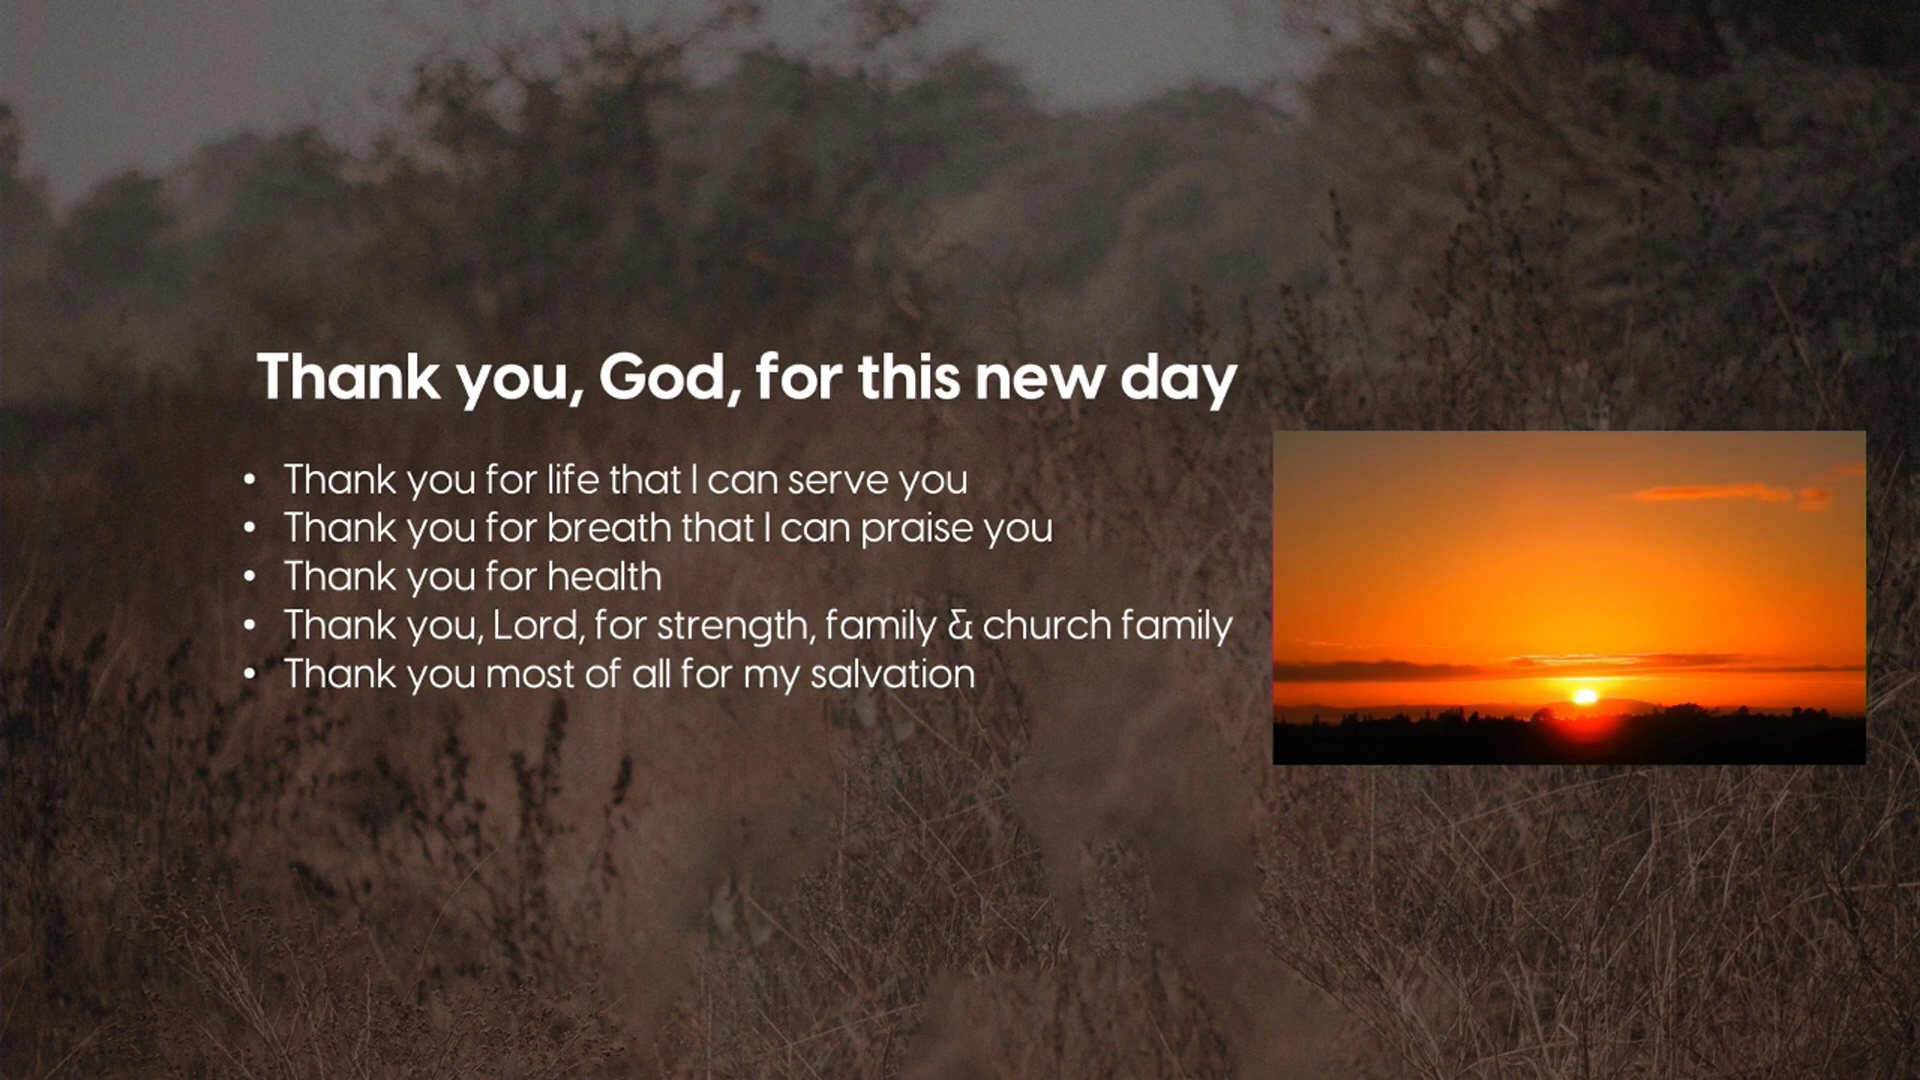 Thank you, God, for this new day
• Thank you for life that I can serve you
• Thank you for breath that I can praise you
• Thank you for health
• Thank you, Lord, for strength, family & church family
• Thank you most of all for my salvation